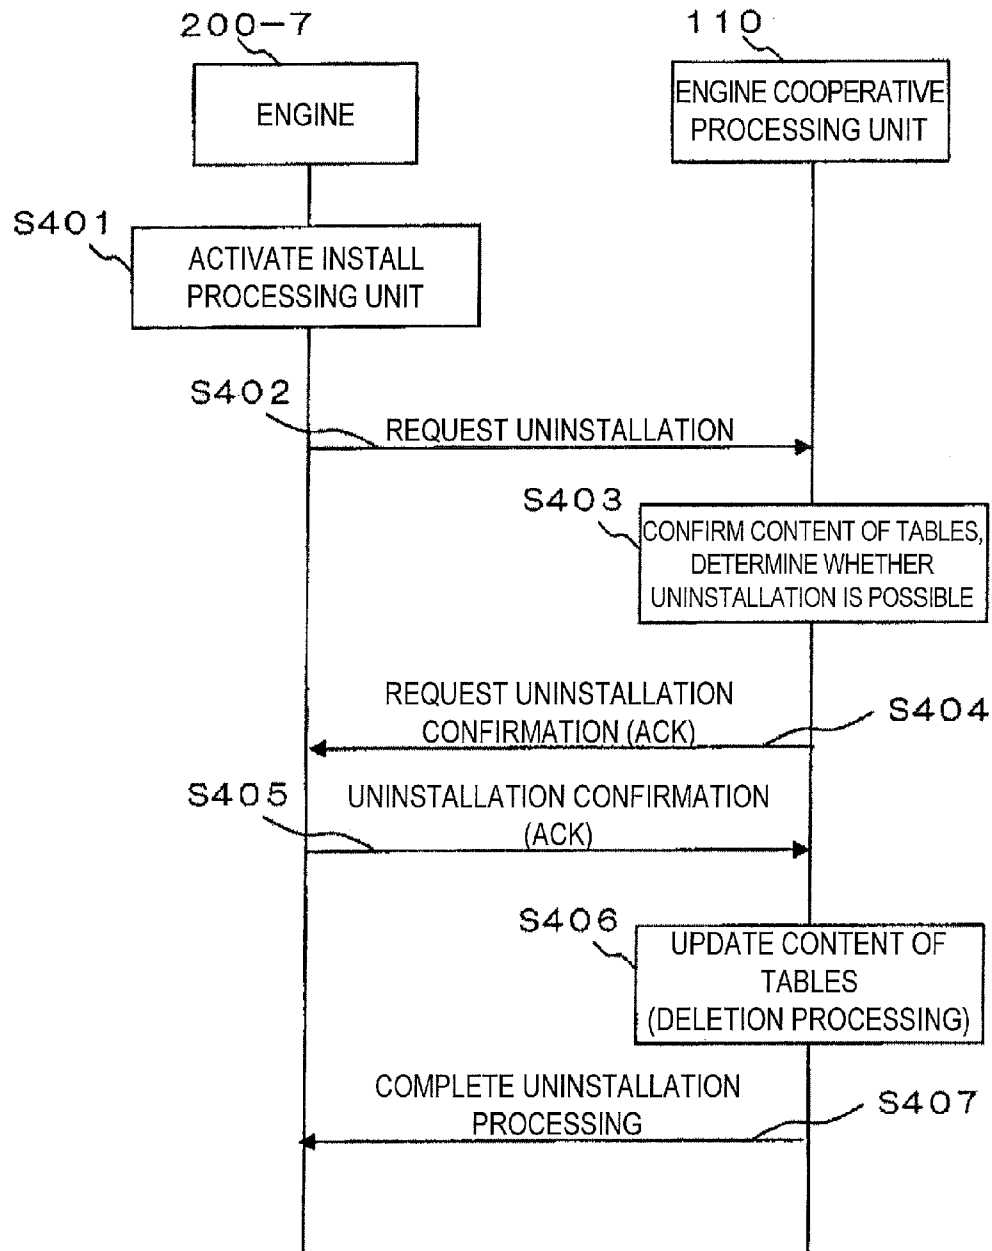 200-7
110
ENGINE
ENGINE COOPERATIVE
PROCESSING UNIT
S401
ACTIVATE INSTALL
PROCESSING UNIT
S402
REQUEST UNINSTALLATION
S403
CONFIRM CONTENT OF TABLES,
DETERMINE WHETHER
UNINSTALLATION IS POSSIBLE
REQUEST UNINSTALLATION
CONFIRMATION (ACK)
S404
S405
UNINSTALLATION CONFIRMATION
(ACK)
S406
UPDATE CONTENT OF
TABLES
(DELETION PROCESSING)
COMPLETE UNINSTALLATION
PROCESSING
S407